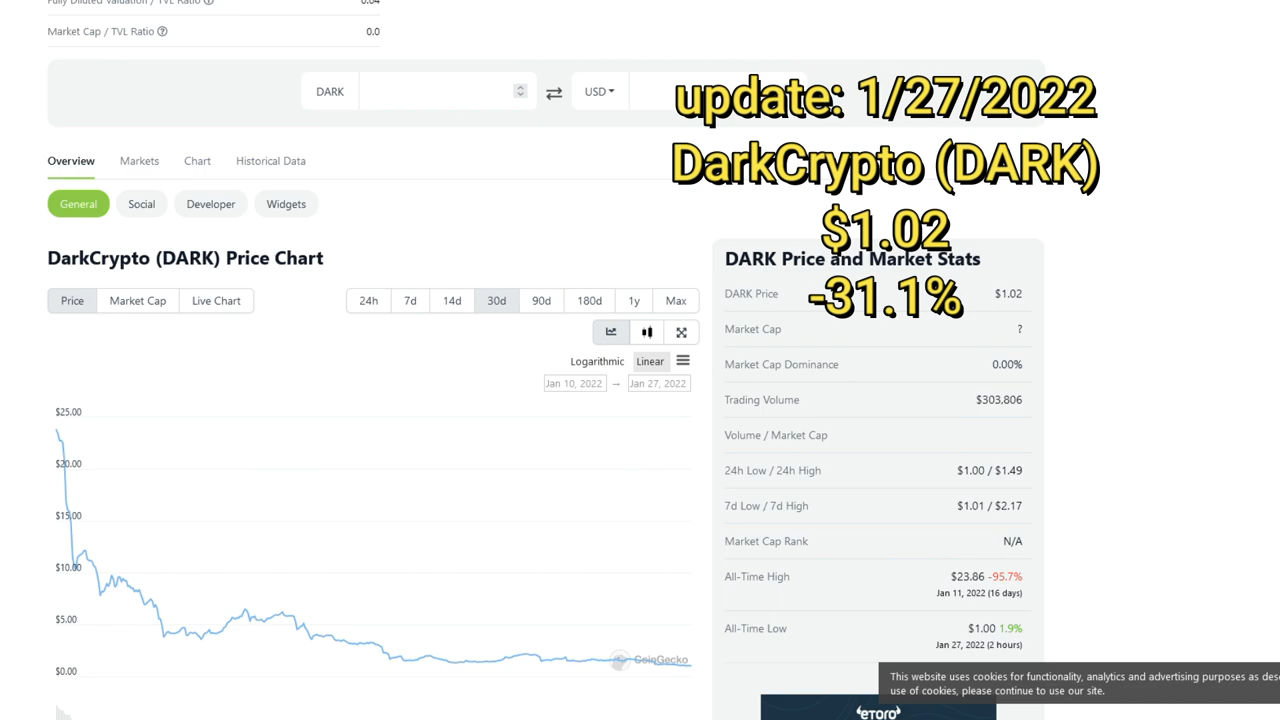 Fully Diluted Valuation / TVL Ratio
0.04
Market Cap / TVL Ratio
0.0
DARK
USD
update: 1/27/2022
DarkCrypto (DARK)
$1.02
-31.1%
Overview
Markets
Chart
Historical Data
General
Social
Developer
Widgets
DarkCrypto (DARK) Price Chart
Price
Market Cap
Live Chart
24h
7d
14d
30d
90d
180d
1y
Max
Logarithmic
Linear
Jan 10, 2022 → Jan 27, 2022
$25.00
$20.00
$15.00
$10.00
$5.00
$0.00
CoinGecko
DARK Price and Market Stats
DARK Price
$1.02
Market Cap
?
Market Cap Dominance
0.00%
Trading Volume
$303,806
Volume / Market Cap
24h Low / 24h High
$1.00 / $1.49
7d Low / 7d High
$1.01 / $2.17
Market Cap Rank
N/A
All-Time High
$23.86 -95.7%
Jan 11, 2022 (16 days)
All-Time Low
$1.00 1.9%
Jan 27, 2022 (2 hours)
This website uses cookies for functionality, analytics and advertising purposes as
use of cookies, please continue to use our site.
eToro